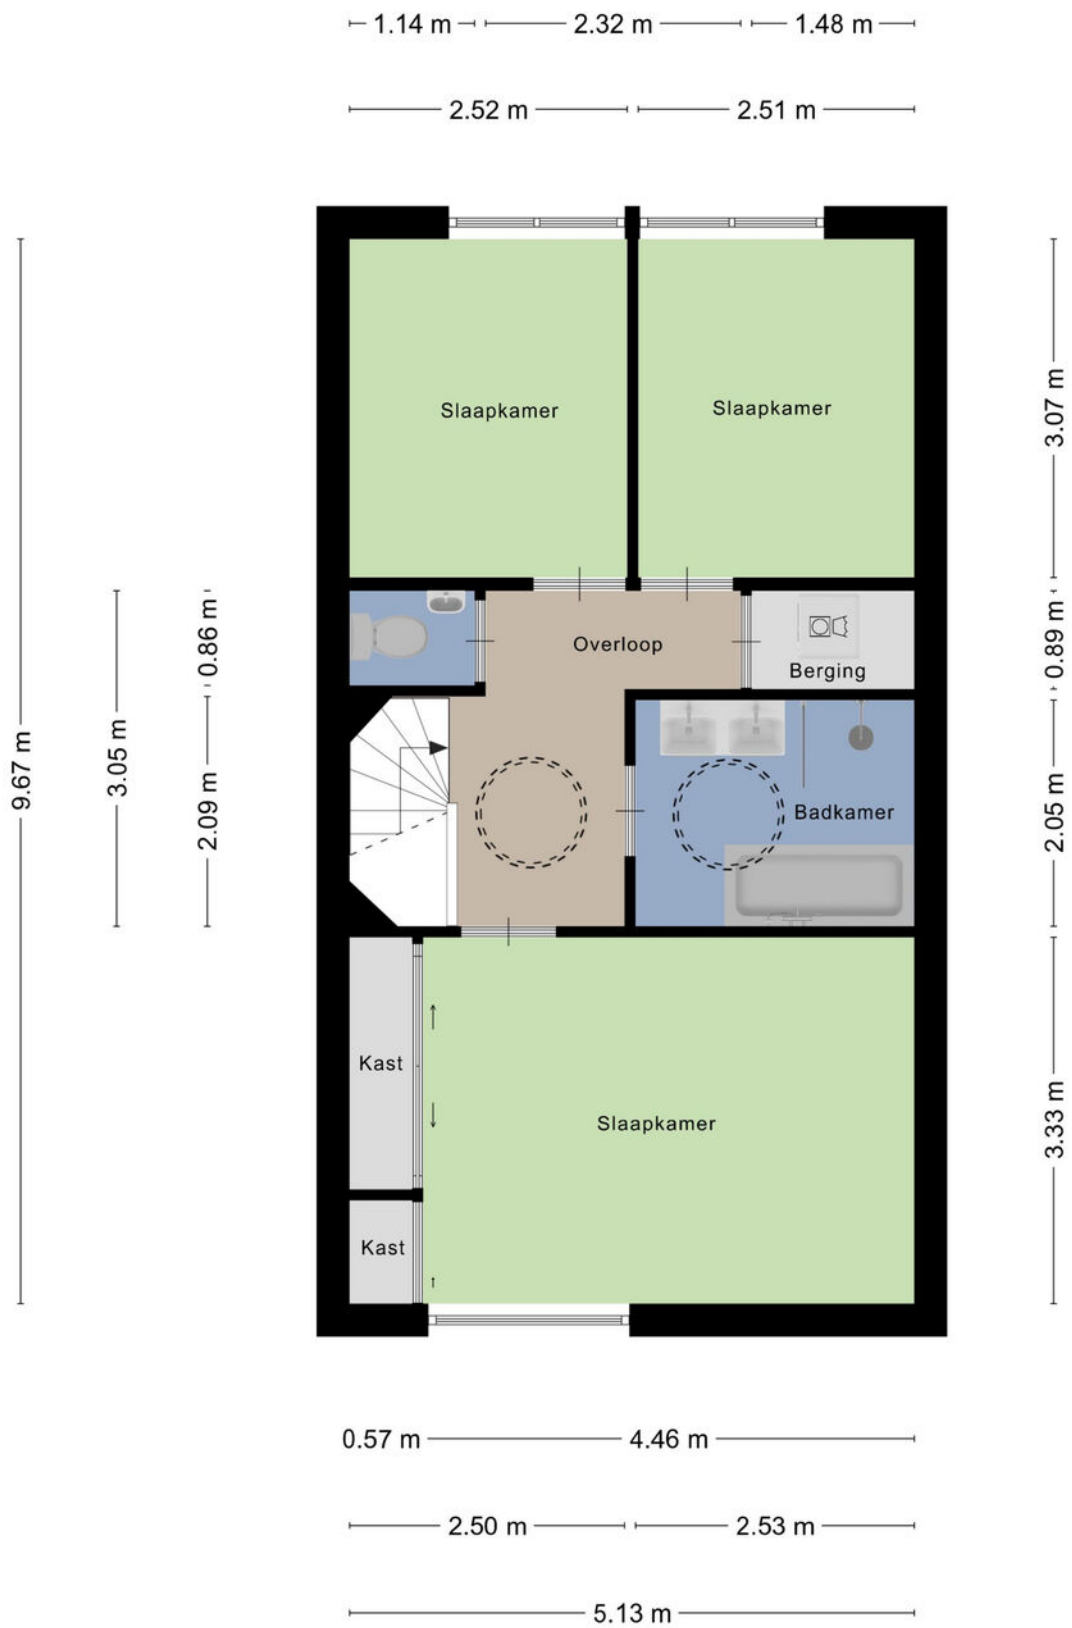 1.14 m
2.32 m
1.48 m
2.52 m
2.51 m
Slaapkamer
Slaapkamer
3.07 m
Overloop
Berging
0.86 m
0.89 m
9.67 m
3.05 m
2.09 m
Badkamer
2.05 m
Kast
Slaapkamer
3.33 m
Kast
0.57 m
4.46 m
2.50 m
2.53 m
5.13 m